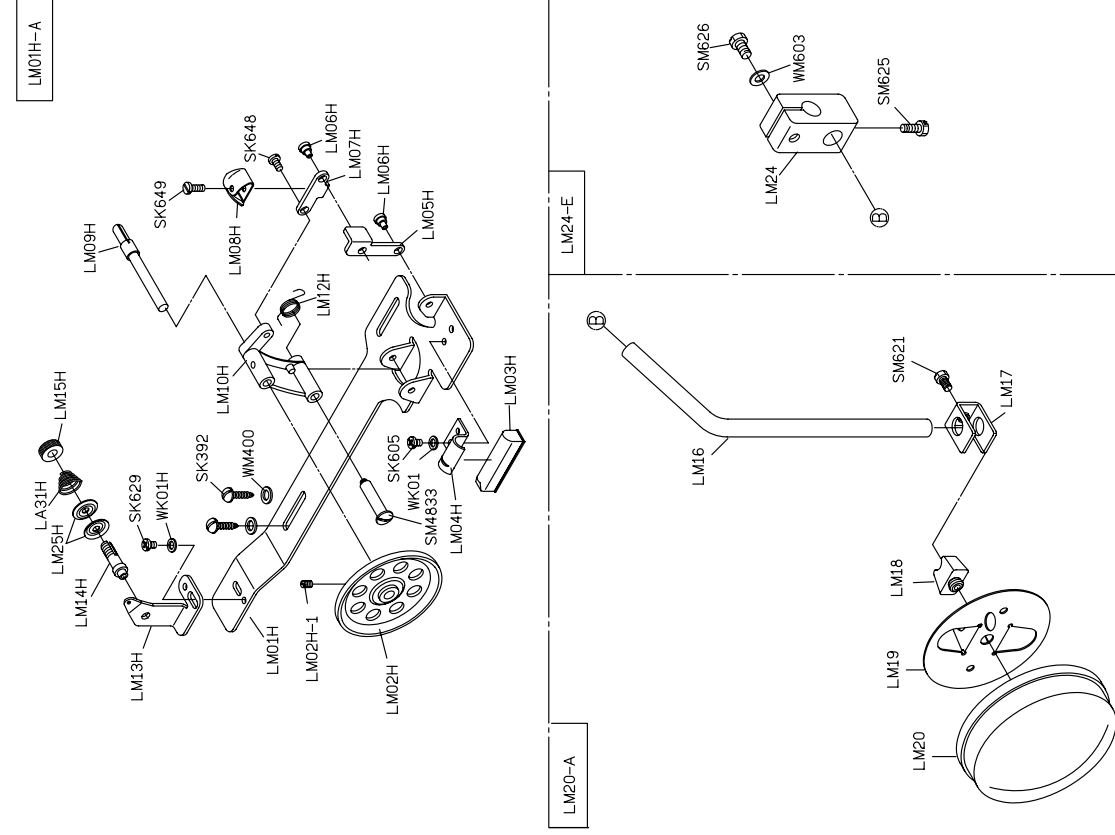 LM01H-A
SK649
SK648
LM06H
LM07H
LM06H
LM05H
LM08H
LM09H
LM12H
LM10H
LM03H
LM15H
LA31H
LM25H
LM14H
LM13H
SK629
WK01H
SK392
WM400
SK605
WK01
LM04H
SM4833
LM01H
LM02H-1
LM02H
LM24-E
SM626
WM603
SM625
LM24
B
LM20-A
B
SM621
LM17
LM16
LM18
LM19
LM20